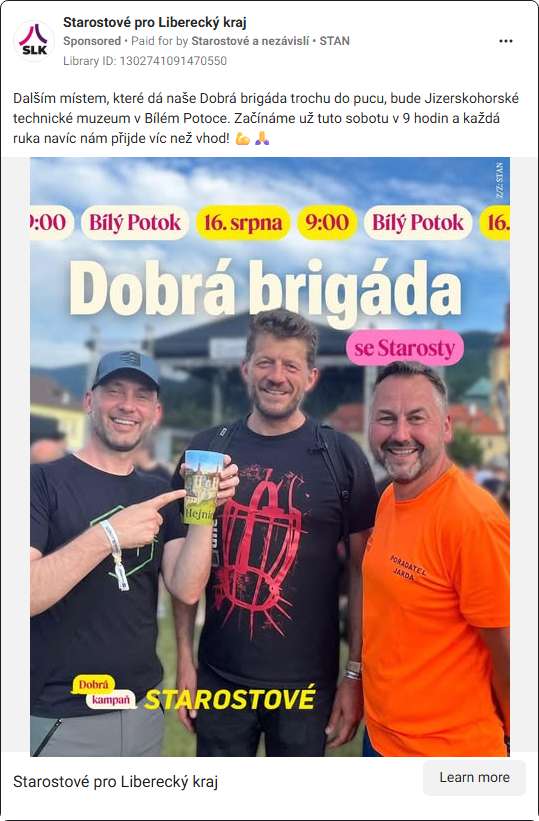 Starostové pro Liberecký kraj
Sponsored • Paid for by Starostové a nezávislí • STAN
Library ID: 1302741091470550
SLK
Dalším místem, které dá naše Dobrá brigáda trochu do pucu, bude Jizerskohorské
technické muzeum v Bílém Potoce. Začínáme už tuto sobotu v 9 hodin a každá
ruka navíc nám přijde víc než vhod! 💪🙏
Z/Z: STAN
9:00 Bílý Potok 16. srpna 9:00 Bílý Potok 16.
Dobrá brigáda
se Starosty
Hejni
POŘADATEL
JARDA
Dobrá
kampaň
STAROSTOVÉ
Starostové pro Liberecký kraj
Learn more